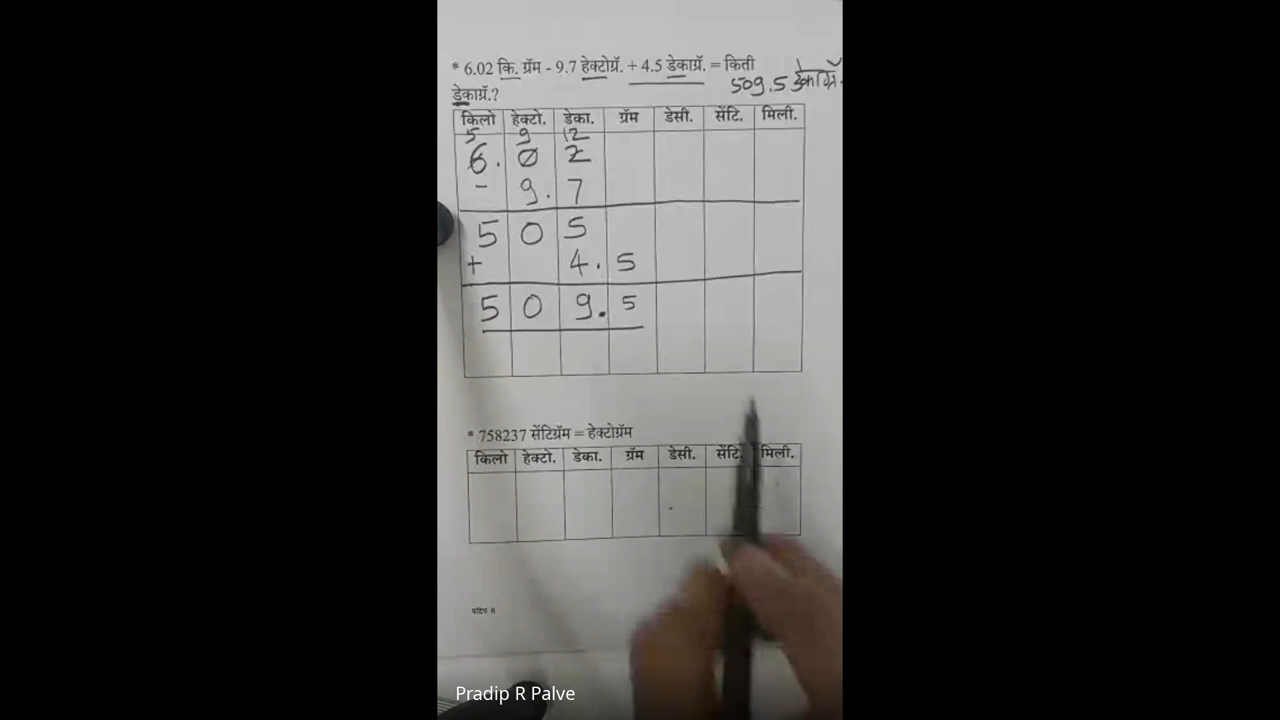 * 6.02 कि. ग्रॅम - 9.7 हेक्टोग्रॅ. + 4.5 डेकाग्रॅ. = किती
509.5 डेकाग्रॅ.
डेकाग्रॅ.?
किलो हेक्टो. डेका. ग्रॅम डेसी. सेंटि. मिली.
5 9 12
6. 0 2
- 9. 7
5 0 5
+ 4. 5
5 0 9. 5
* 758237 सेंटिग्रॅम = हेक्टोग्रॅम
किलो हेक्टो. डेका. ग्रॅम डेसी. सेंटि. मिली.
Pradip R Palve